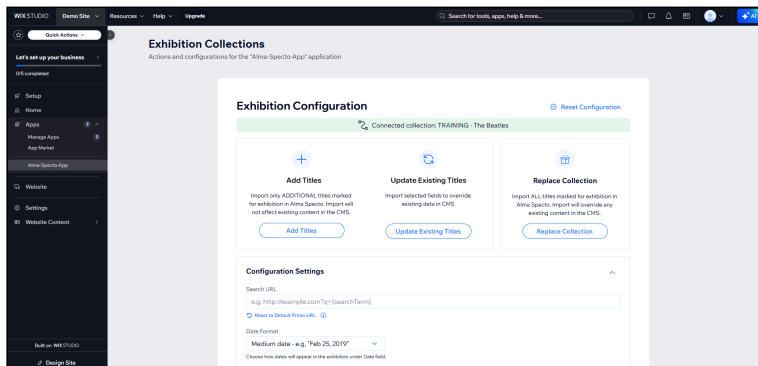 WIX STUDIO
Demo Site
Resources
Help
Upgrade
Search for tools, apps, help & more...
AI
Quick Actions
Let's set up your business
0/5 completed
Setup
Home
Apps 2
Manage Apps 2
App Market
Alma-Specto-App
Website
Settings
Website Content
Built on WIX STUDIO
Design Site
Exhibition Collections
Actions and configurations for the "Alma-Specto-App" application
Exhibition Configuration
Reset Configuration
Connected collection: TRAINING - The Beatles
Add Titles
Import only ADDITIONAL titles marked
for exhibition in Alma Specto. Import will
not affect existing content in the CMS.
Add Titles
Update Existing Titles
Import selected fields to override
existing data in CMS
Update Existing Titles
Replace Collection
Import ALL titles marked for exhibition in
Alma Specto. Import will override any
existing content in the CMS.
Replace Collection
Configuration Settings
Search URL
e.g, http://example.com?q={searchTerm}
Reset to Default Primo URL
Date Format
Medium date - e.g, "Feb 25, 2019"
Choose how dates will appear in the exhibition under Date field.